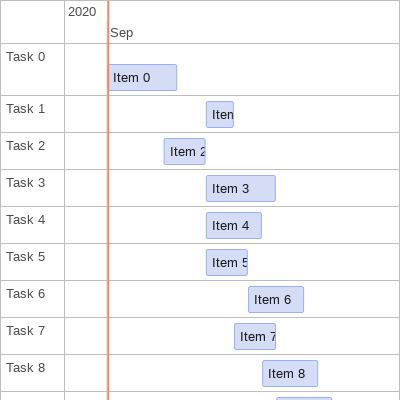 2020
Sep
Task 0
Item 0
Task 1
Item
Task 2
Item 2
Task 3
Item 3
Task 4
Item 4
Task 5
Item 5
Task 6
Item 6
Task 7
Item 7
Task 8
Item 8